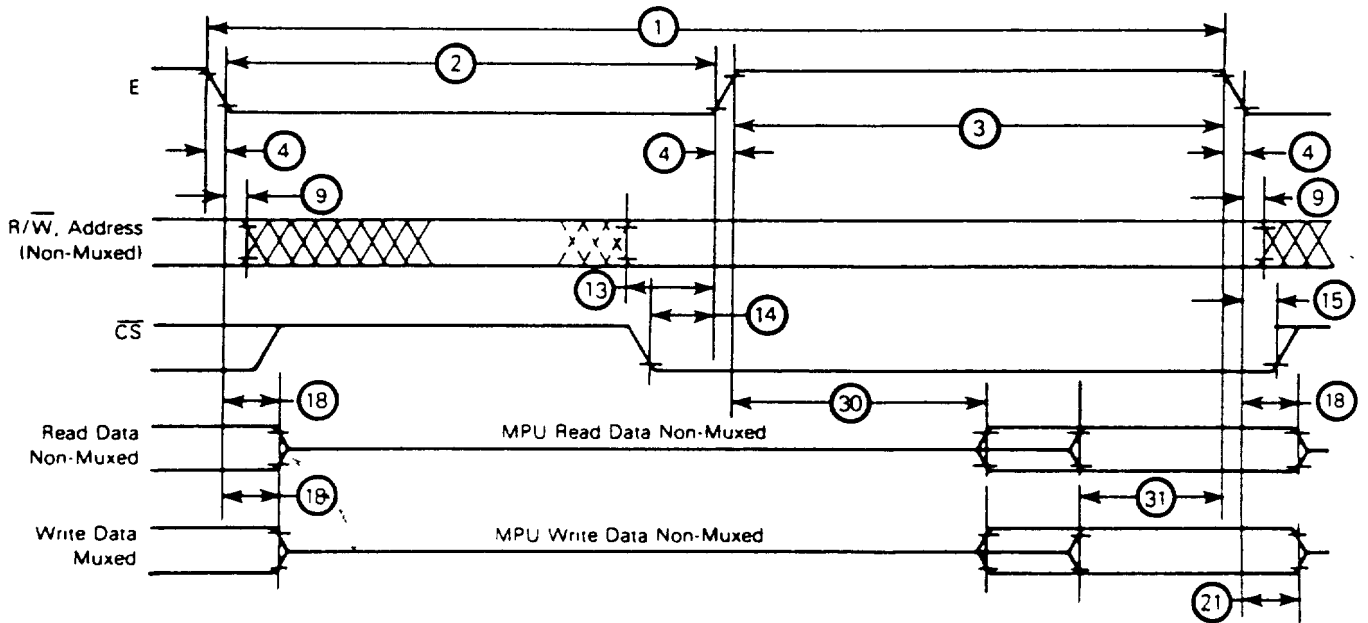 1
2
E
3
4
4
4
9
9
R/W, Address
(Non-Muxed)
13
14
15
CS
18
30
18
Read Data
Non-Muxed
MPU Read Data Non-Muxed
18
31
Write Data
Muxed
MPU Write Data Non-Muxed
21